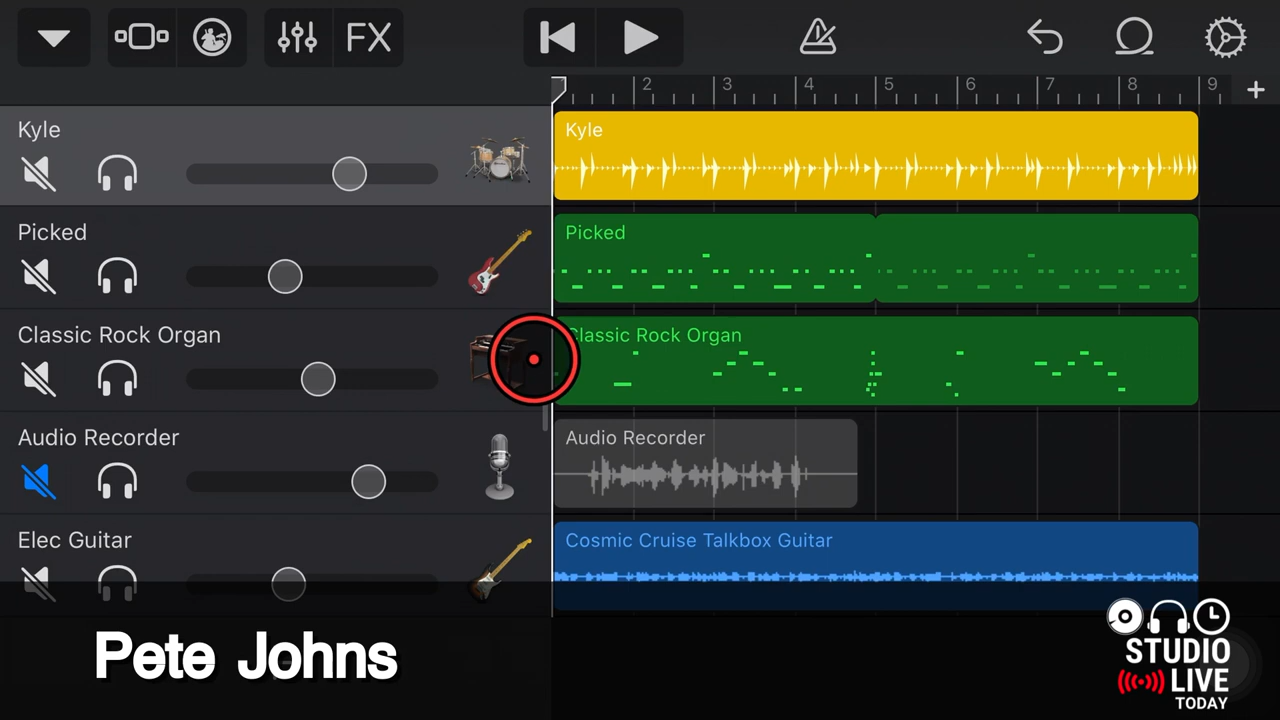 FX
2 3 4 5 6 7 8 9 +
Kyle
Kyle
Picked
Picked
Classic Rock Organ
Classic Rock Organ
Audio Recorder
Audio Recorder
Elec Guitar
Cosmic Cruise Talkbox Guitar
Pete Johns
STUDIO
LIVE
TODAY